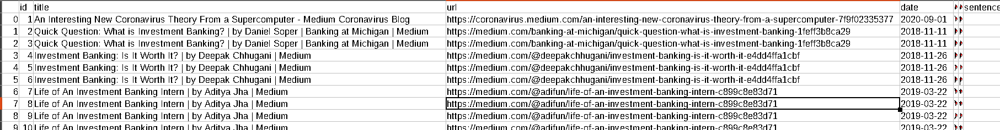 id title url date sentence
0 1 An Interesting New Coronavirus Theory From a Supercomputer - Medium Coronavirus Blog https://coronavirus.medium.com/an-interesting-new-coronavirus-theory-from-a-supercomputer-7f9f02335377 2020-09-01
1 2 Quick Question: What is Investment Banking? | by Daniel Soper | Banking at Michigan | Medium https://medium.com/banking-at-michigan/quick-question-what-is-investment-banking-1feff3b8ca29 2018-11-11
2 3 Quick Question: What is Investment Banking? | by Daniel Soper | Banking at Michigan | Medium https://medium.com/banking-at-michigan/quick-question-what-is-investment-banking-1feff3b8ca29 2018-11-11
3 4 Investment Banking: Is It Worth It? | by Deepak Chhugani | Medium https://medium.com/@deepakchhugani/investment-banking-is-it-worth-it-e4dd4ffa1cbf 2018-11-26
4 5 Investment Banking: Is It Worth It? | by Deepak Chhugani | Medium https://medium.com/@deepakchhugani/investment-banking-is-it-worth-it-e4dd4ffa1cbf 2018-11-26
5 6 Investment Banking: Is It Worth It? | by Deepak Chhugani | Medium https://medium.com/@deepakchhugani/investment-banking-is-it-worth-it-e4dd4ffa1cbf 2018-11-26
6 7 Life of An Investment Banking Intern | by Aditya Jha | Medium https://medium.com/@adifun/life-of-an-investment-banking-intern-c899c8e83d71 2019-03-22
7 8 Life of An Investment Banking Intern | by Aditya Jha | Medium https://medium.com/@adifun/life-of-an-investment-banking-intern-c899c8e83d71 2019-03-22
8 9 Life of An Investment Banking Intern | by Aditya Jha | Medium https://medium.com/@adifun/life-of-an-investment-banking-intern-c899c8e83d71 2019-03-22
9 10 Life of An Investment Banking Intern | by Aditya Jha | Medium https://medium.com/@adifun/life-of-an-investment-banking-intern-c899c8e83d71 2019-03-22